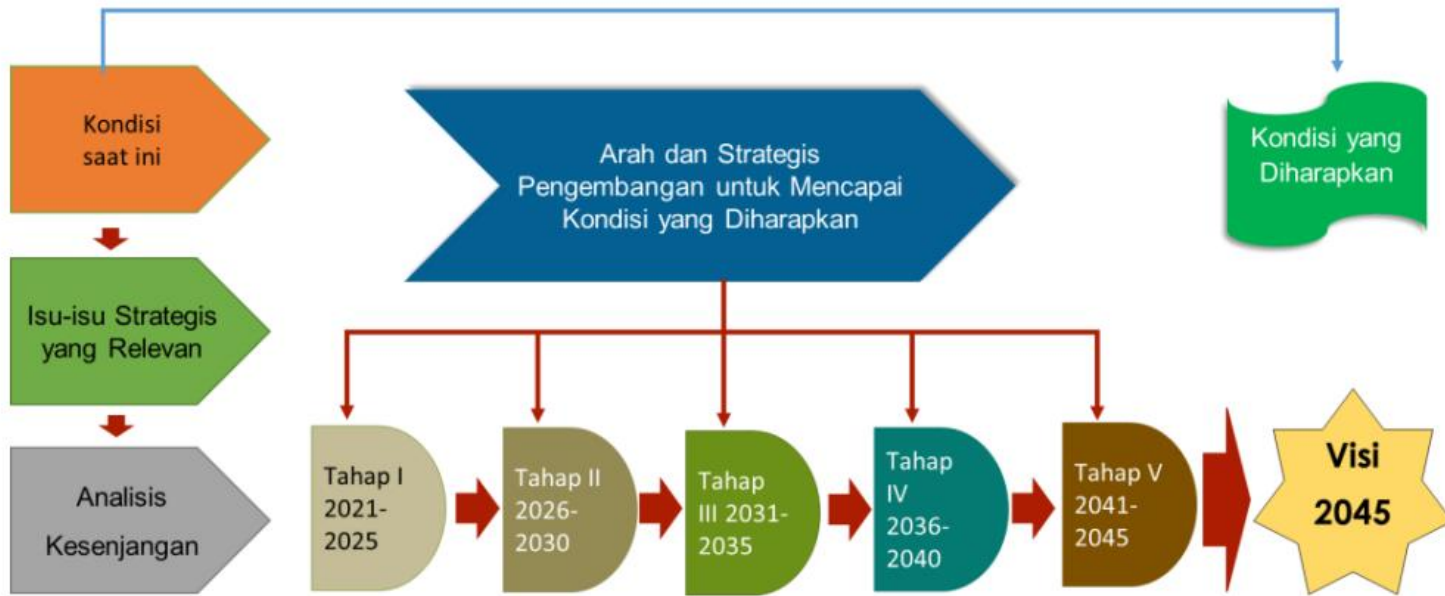 Kondisi
saat ini
Arah dan Strategis
Pengembangan untuk Mencapai
Kondisi yang Diharapkan
Kondisi yang
Diharapkan
Isu-isu Strategis
yang Relevan
Analisis
Kesenjangan
Tahap I
2021-
2025
Tahap II
2026-
2030
Tahap
III 2031-
2035
Tahap
IV
2036-
2040
Tahap V
2041-
2045
Visi
2045